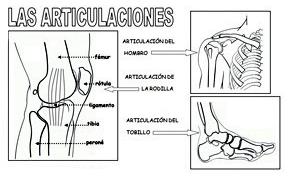 LAS ARTICULACIONES
fémur
rótula
ligamento
tibia
peroné
ARTICULACIÓN DEL
HOMBRO
ARTICULACIÓN DE
LA RODILLA
ARTICULACIÓN DEL
TOBILLO